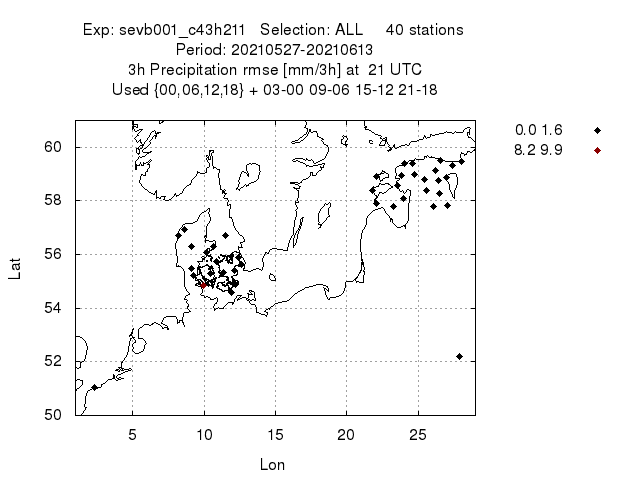 Exp: sevb001_c43h211 Selection: ALL 40 stations
Period: 20210527-20210613
3h Precipitation rmse [mm/3h] at 21 UTC
Used {00,06,12,18} + 03-00 09-06 15-12 21-18
0.0 1.6
8.2 9.9
60
58
56
54
52
50
Lat
5 10 15 20 25
Lon